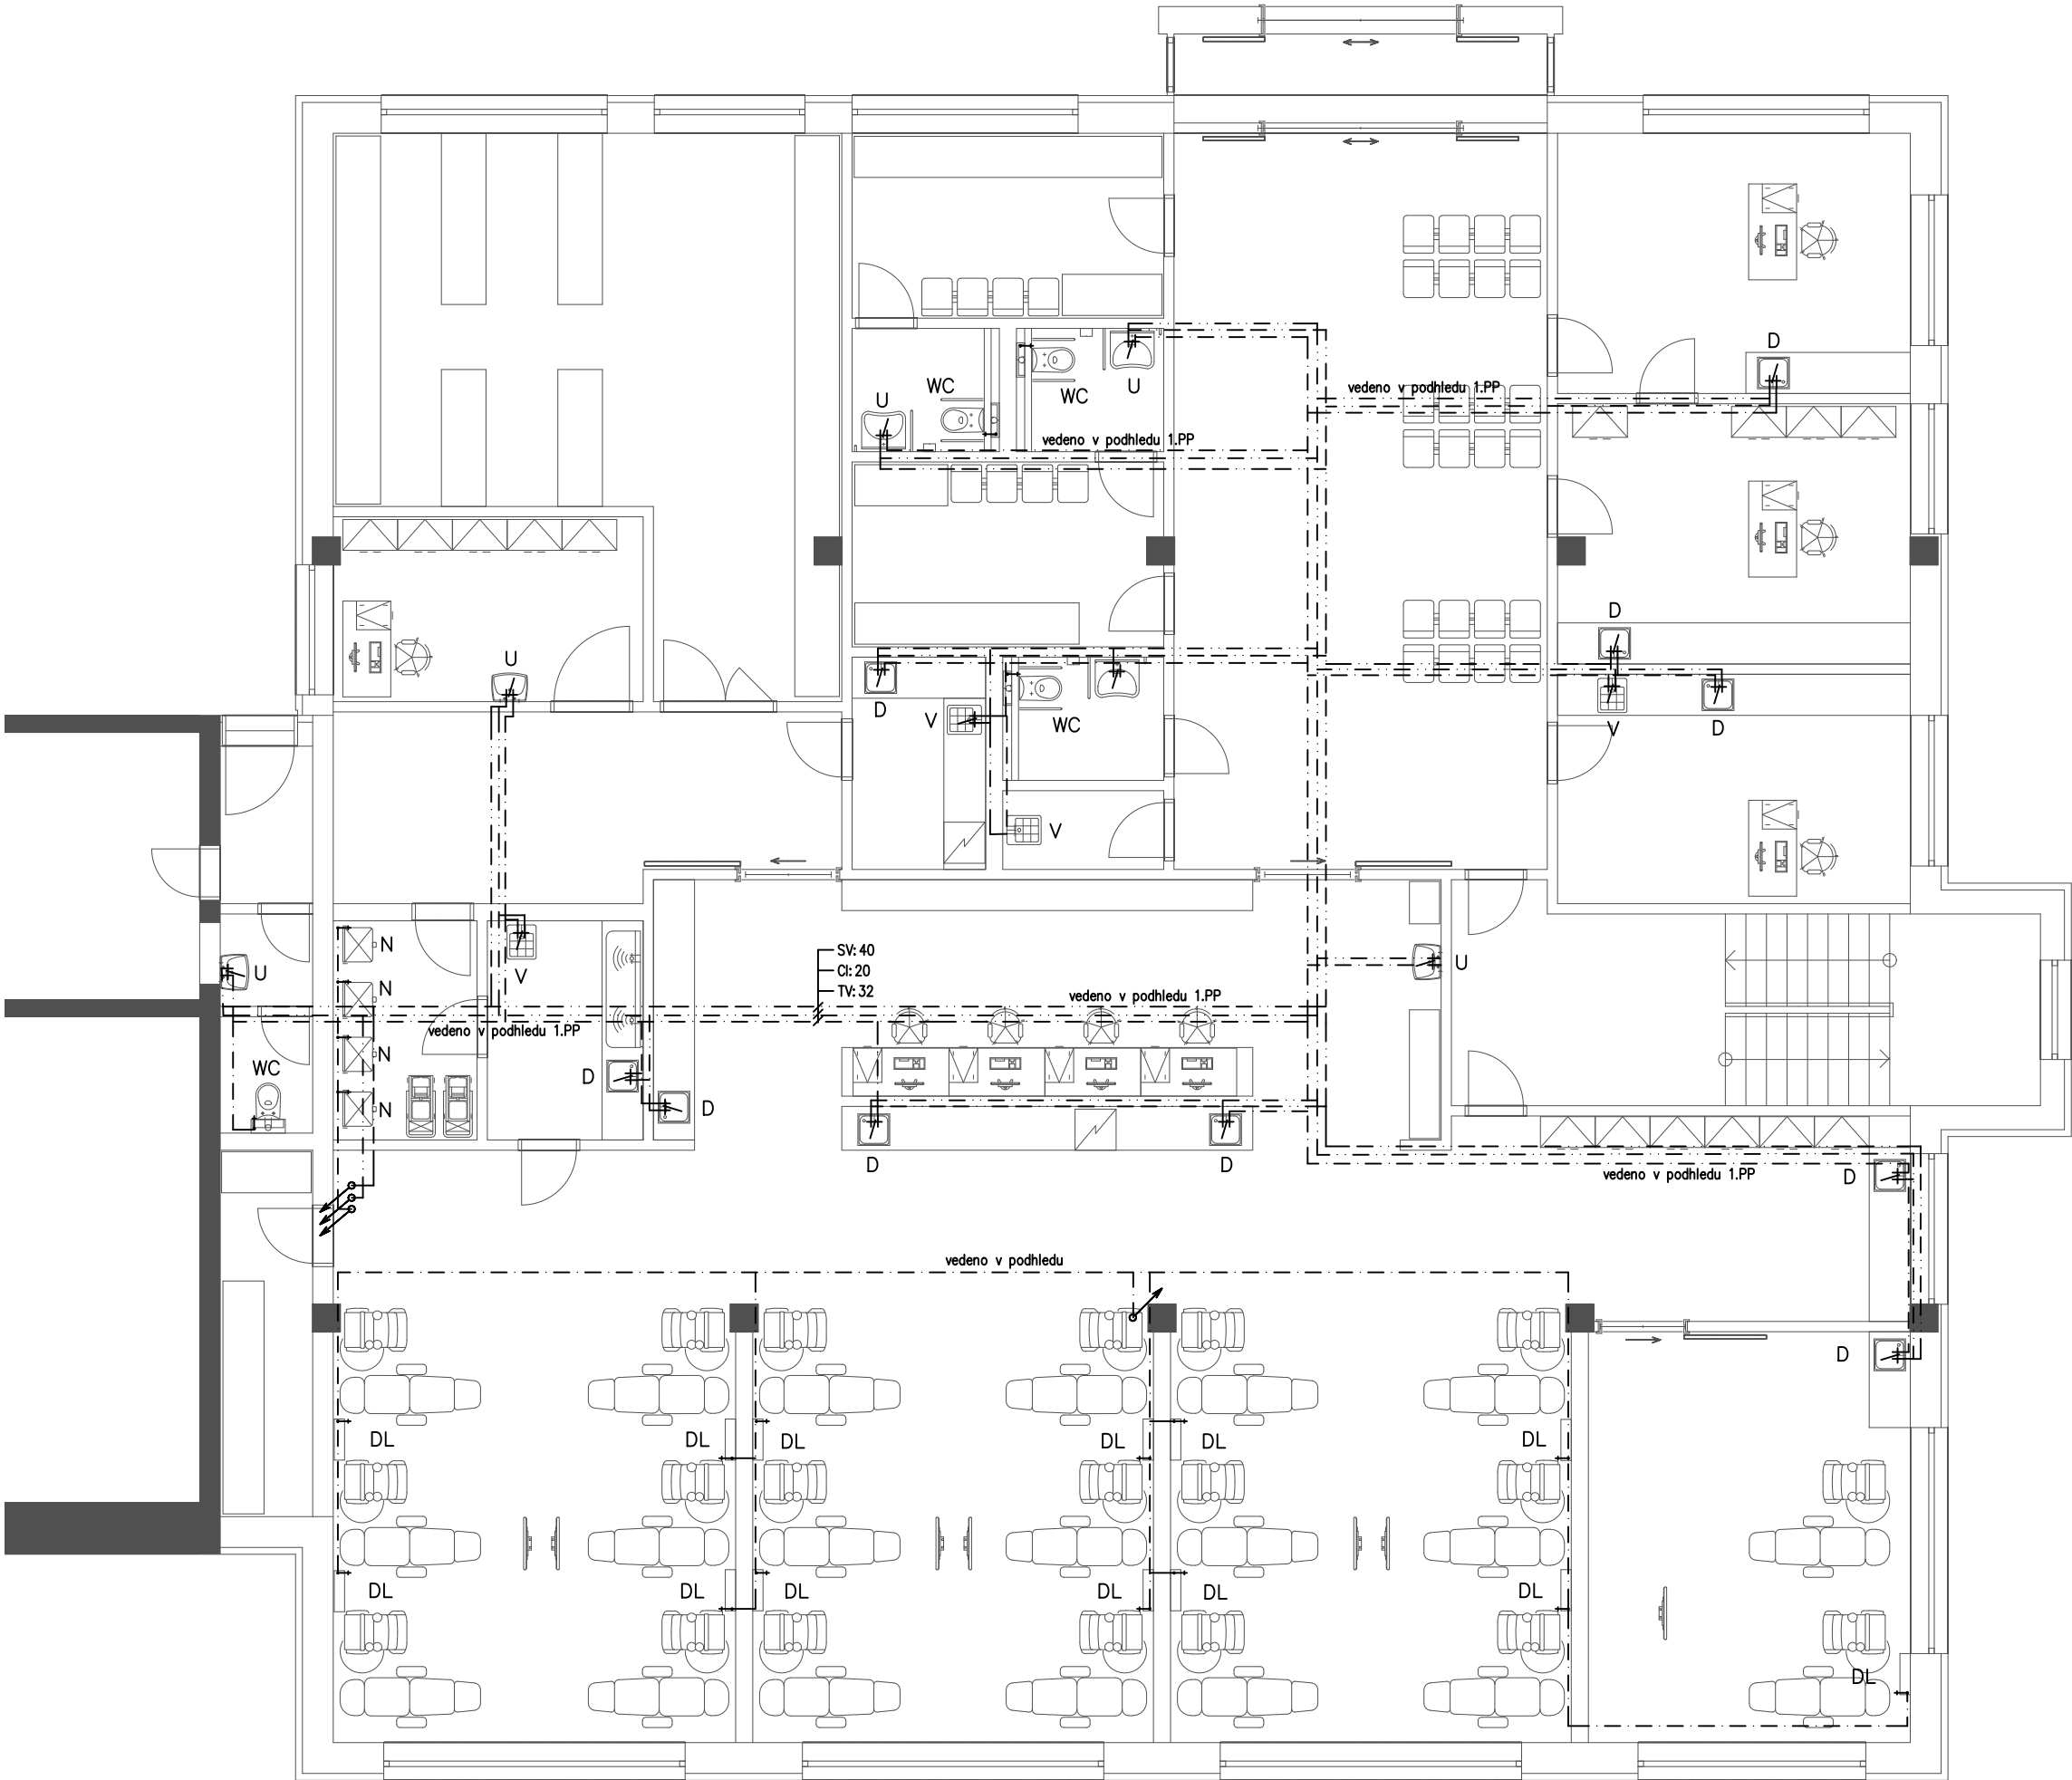 D
vedeno v podhledu 1.PP
WC
WC
U
U
vedeno v podhledu 1.PP
D
U
D
V
WC
V
D
V
SV: 40
CI: 20
TV: 32
N
V
U
U
N
vedeno v podhledu 1.PP
vedeno v podhledu 1.PP
N
WC
D
N
D
D
D
vedeno v podhledu 1.PP
D
vedeno v podhledu
D
DL
DL
DL
DL
DL
DL
DL
DL
DL
DL
DL
DL
DL